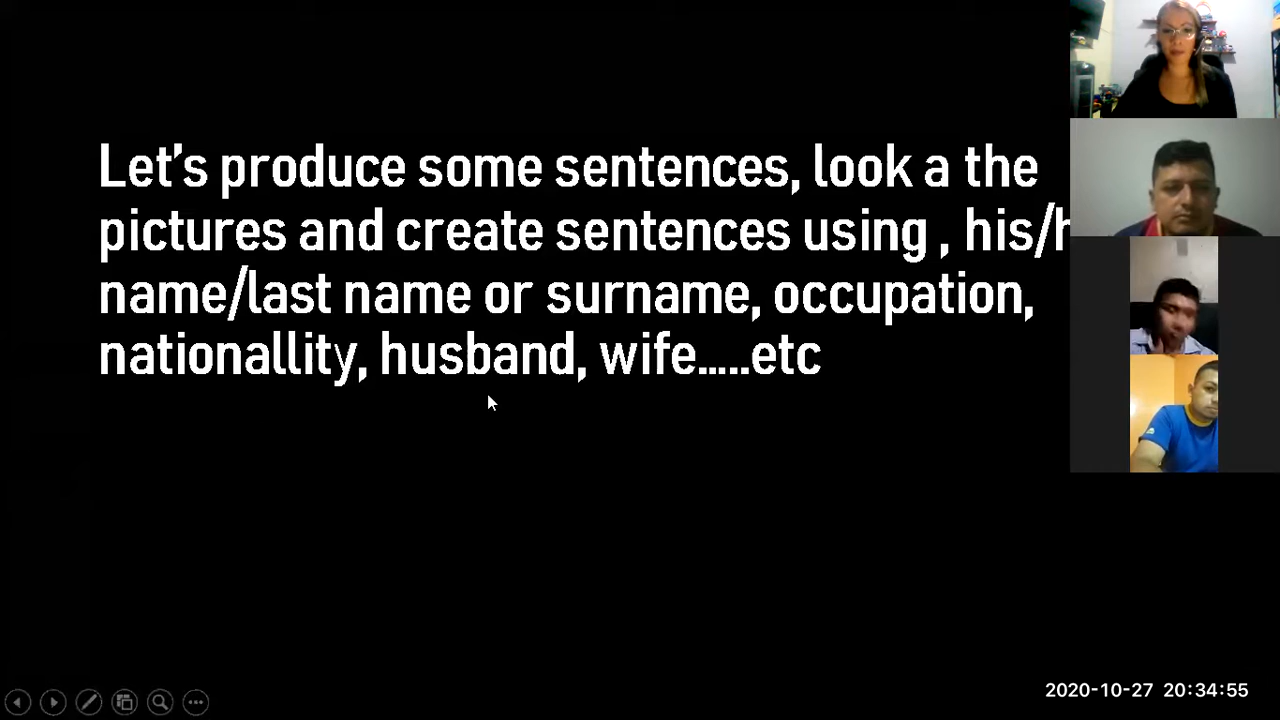 Let's produce some sentences, look a the
pictures and create sentences using , his/
name/last name or surname, occupation,
nationallity, husband, wife.....etc
2020-10-27 20:34:55